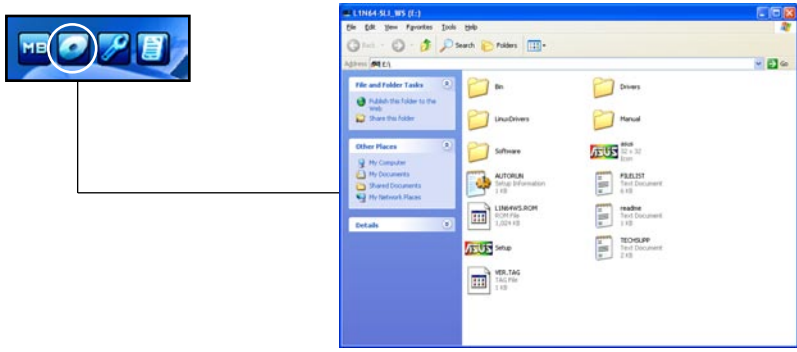 MB
L1N64-SLI_WS (E:)
File Edit View Favorites Tools Help
Back Search Folders
Address E:\ Go
File and Folder Tasks
Publish this folder to the
Web
Share this folder
Other Places
My Computer
My Documents
Shared Documents
My Network Places
Details
Bin
Drivers
LinuxDrivers
Manual
Software
ASUS
asus
32 x 32
Icon
AUTORUN
Setup Information
1 KB
FILELIST
Text Document
6 KB
L1N64WS.ROM
ROM File
1,024 KB
readme
Text Document
1 KB
ASUS
Setup
TECHSUPP
Text Document
2 KB
VER.TAG
TAG File
1 KB